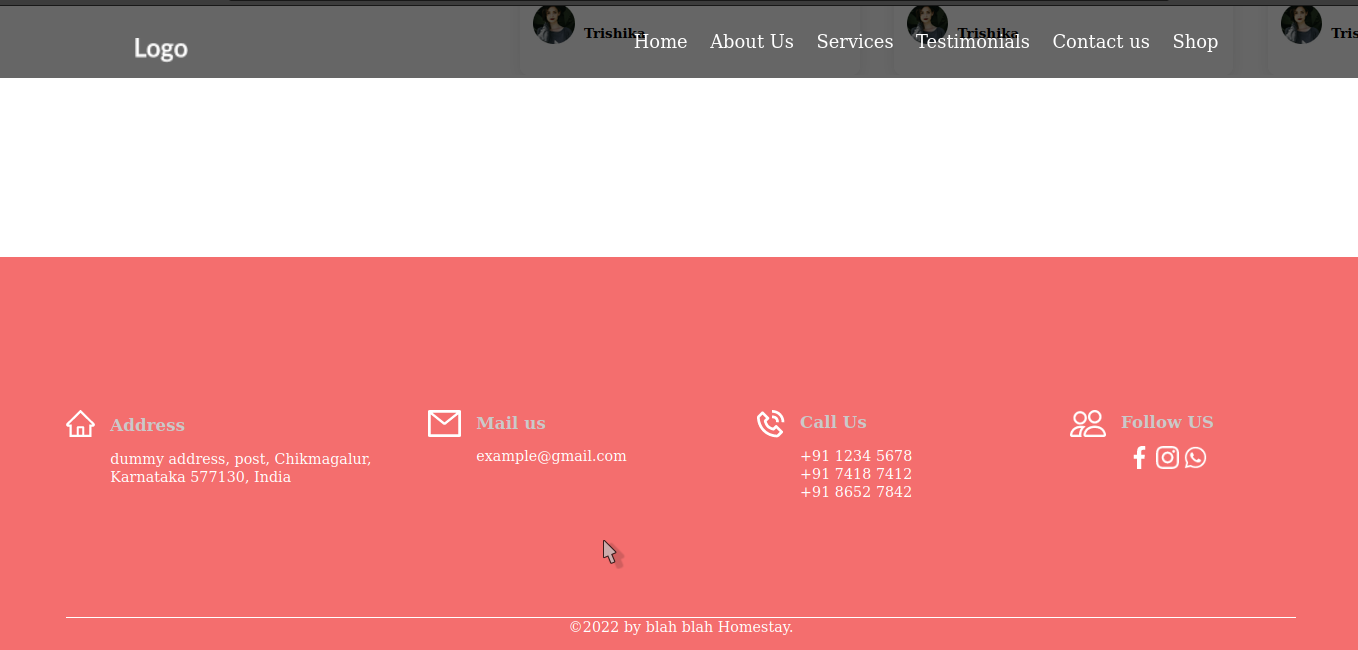 Logo
Trishika
Trishika
Tris
Home About Us Services Testimonials Contact us Shop
Address
dummy address, post, Chikmagalur,
Karnataka 577130, India
Mail us
example@gmail.com
Call Us
+91 1234 5678
+91 7418 7412
+91 8652 7842
Follow US
©2022 by blah blah Homestay.